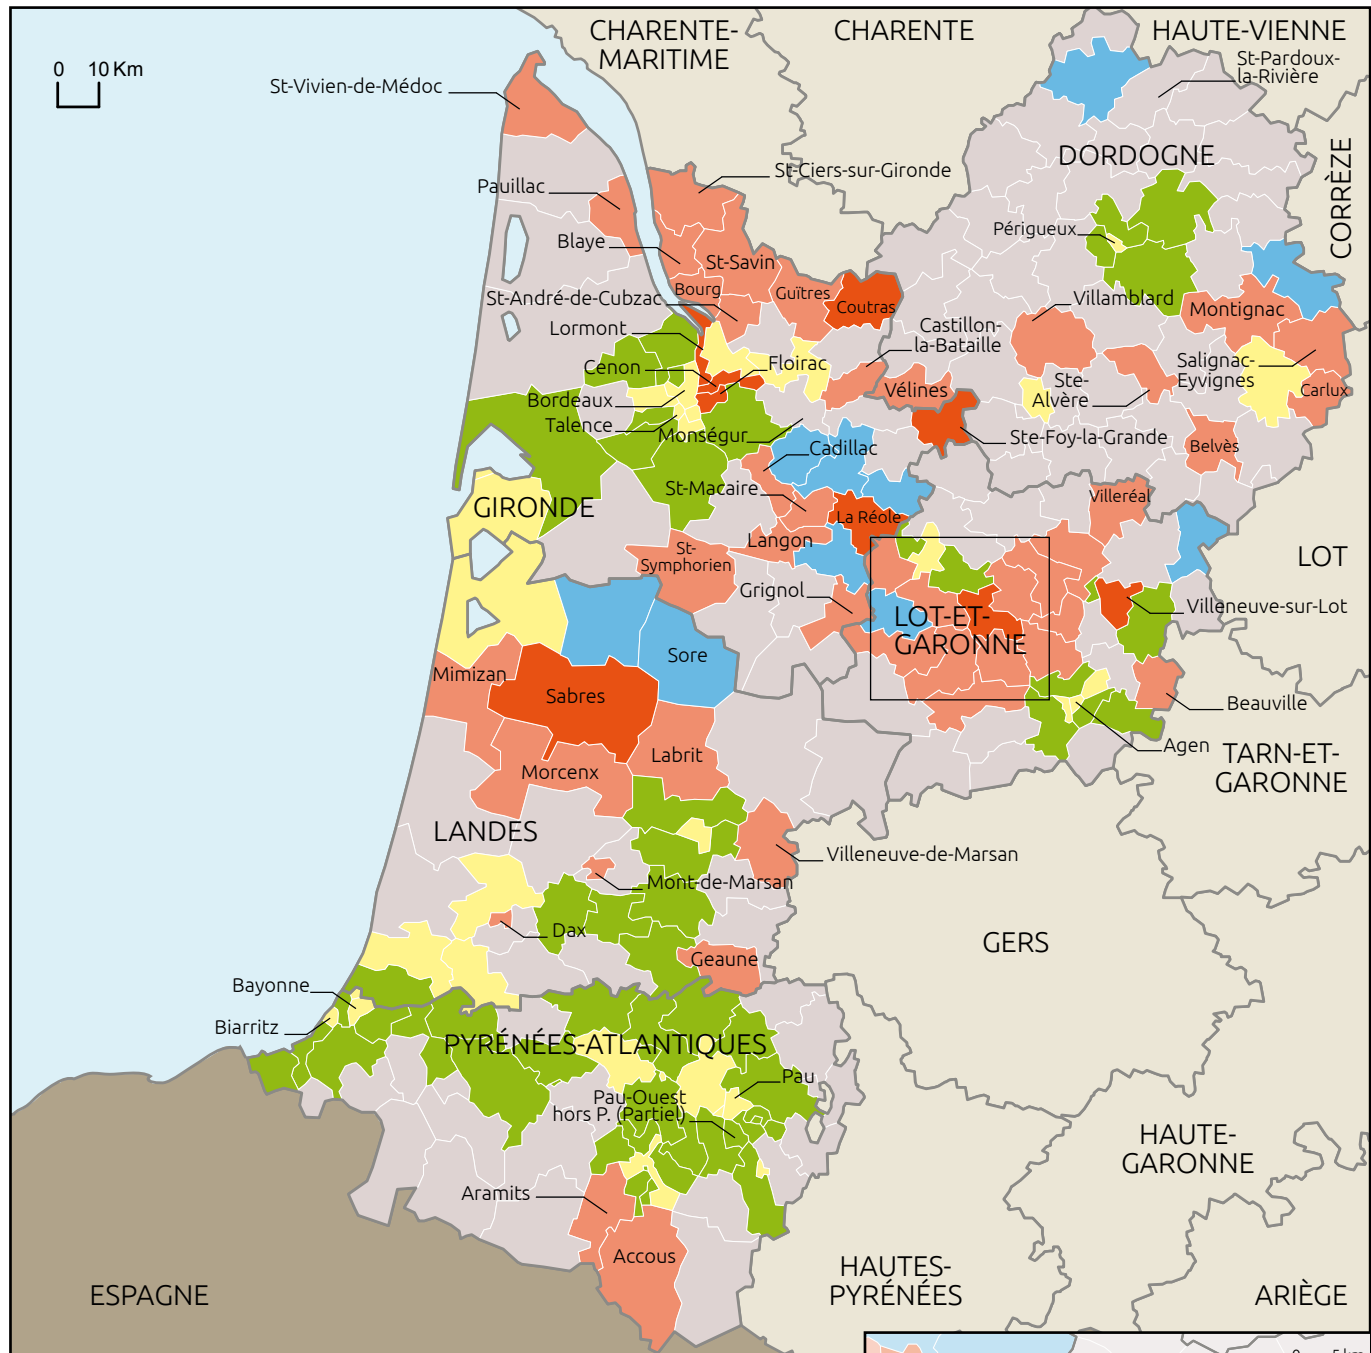 CHARENTE-
MARITIME
CHARENTE
HAUTE-VIENNE
0 10 Km
St-Vivien-de-Médoc
St-Pardoux-
la-Rivière
DORDOGNE
CORRÈZE
St-Ciers-sur-Gironde
Pauillac
Périgueux
Blaye
St-Savin
Bourg
Guîtres
St-André-de-Cubzac
Coutras
Villamblard
Montignac
Lormont
Castillon-
la-Bataille
Cenon
Floirac
Salignac-
Eyvignes
Vélines
Ste-
Alvère
Carlux
Bordeaux
Talence
Monségur
Ste-Foy-la-Grande
Cadillac
Belvès
St-Macaire
Villeréal
GIRONDE
La Réole
Langon
St-
Symphorien
LOT
Grignol
Villeneuve-sur-Lot
LOT-ET-
GARONNE
Sore
Mimizan
Sabres
Beauville
Labrit
Agen
TARN-ET-
GARONNE
Morcenx
LANDES
Villeneuve-de-Marsan
Mont-de-Marsan
Dax
GERS
Geaune
Bayonne
Biarritz
PYRÉNÉES-ATLANTIQUES
Pau
Pau-Ouest
hors P. (Partiel)
HAUTE-
GARONNE
Aramits
Accous
HAUTES-
PYRÉNÉES
ESPAGNE
ARIÈGE
0 5 km